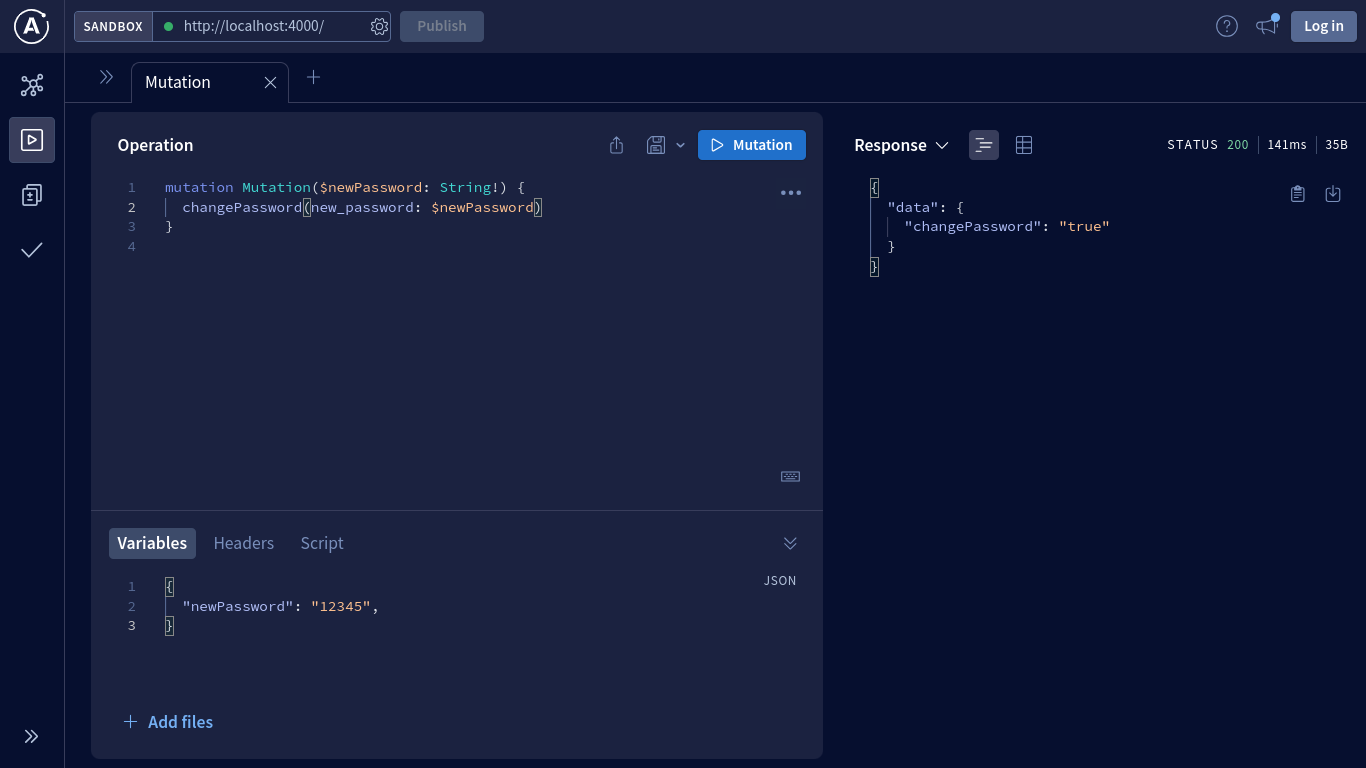 SANDBOX http://localhost:4000/ Publish Log in
Mutation
Operation Mutation
1 mutation Mutation($newPassword: String!) {
2 changePassword(new_password: $newPassword)
3 }
4
Response STATUS 200 141ms 35B
{
"data": {
"changePassword": "true"
}
}
Variables Headers Script
JSON
1 {
2 "newPassword": "12345",
3 }
Add files